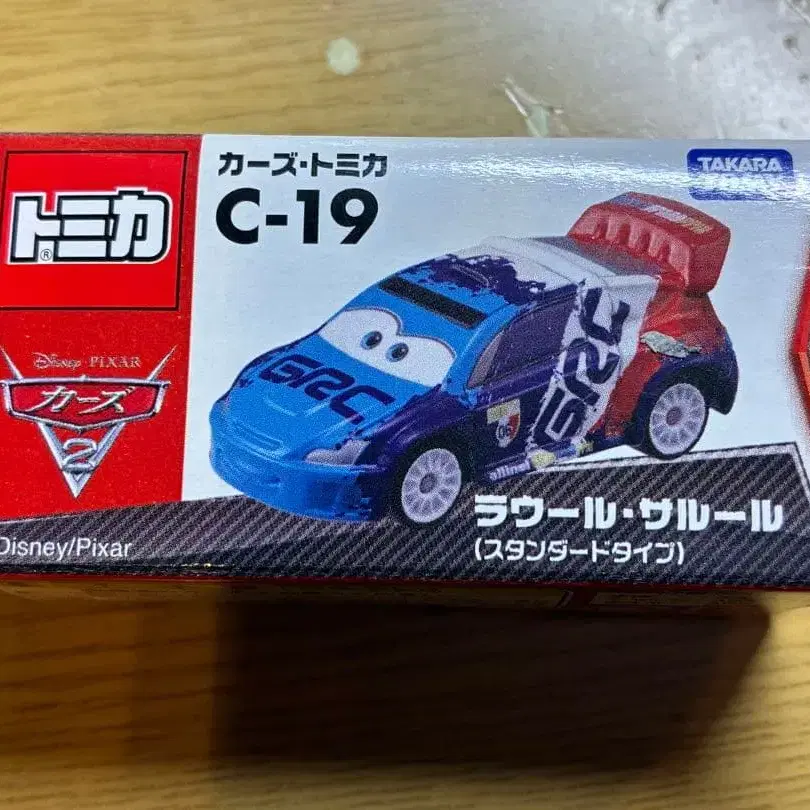 トミカ®
カーズ・トミカ
C-19
TAKARA
Disney PIXAR
カーズ
2
GRC
GRC
06
ラウール・サルール
(スタンダードタイプ)
Disney/Pixar